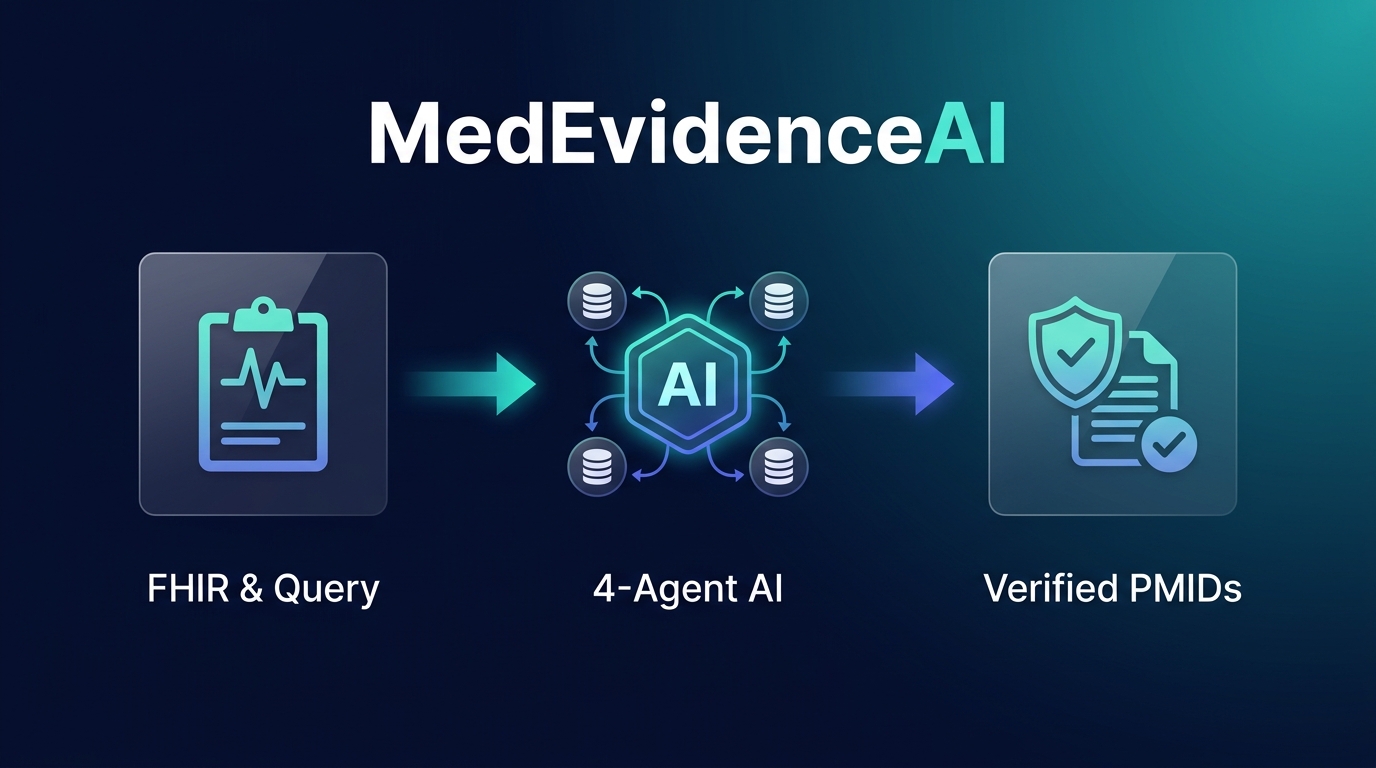 MedEvidenceAI
AI
FHIR & Query
4-Agent AI
Verified PMIDs